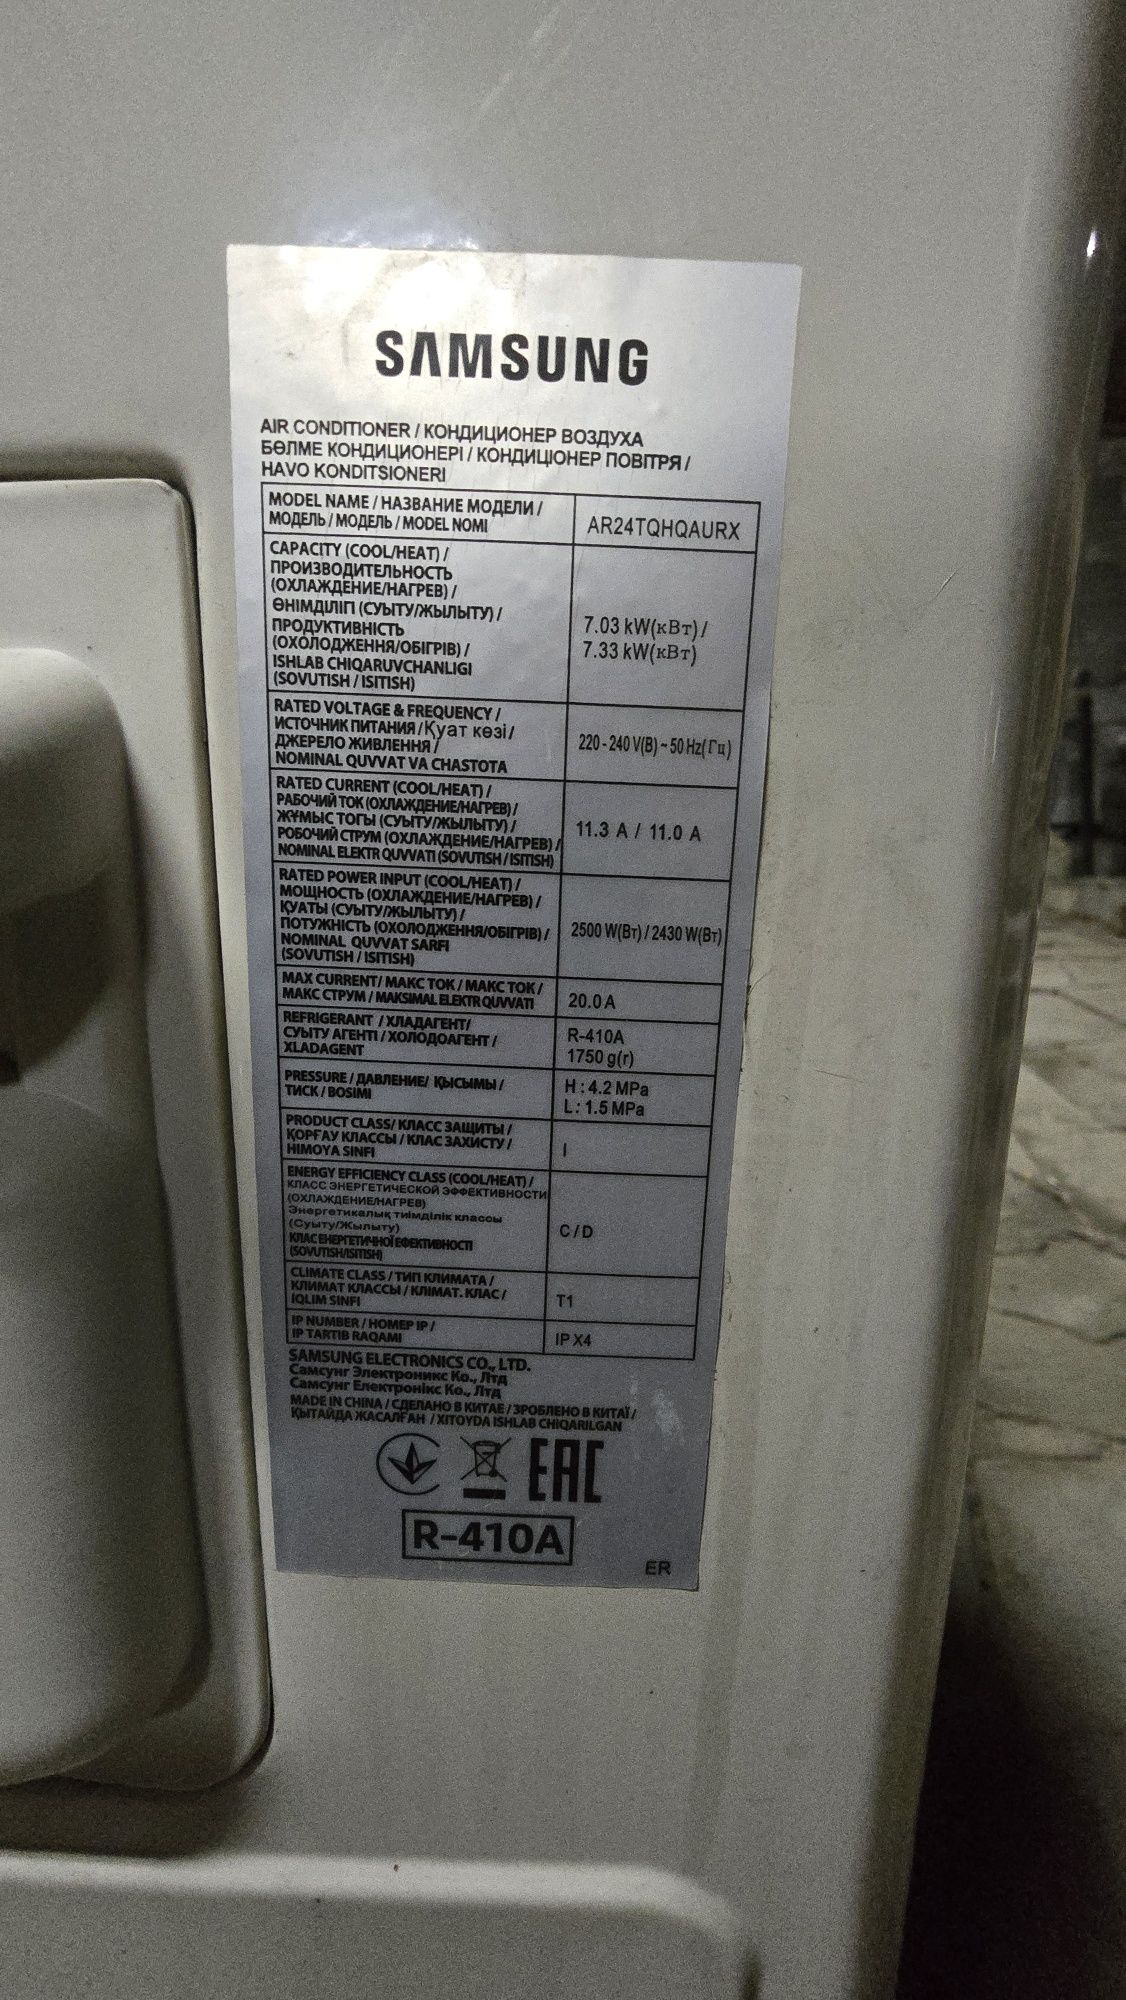 SAMSUNG
AIR CONDITIONER / КОНДИЦИОНЕР ВОЗДУХА
БӨЛМЕ КОНДИЦИОНЕРІ / КОНДИЦІОНЕР ПОВІТРЯ /
HAVO KONDITSIONERI
MODEL NAME / НАЗВАНИЕ МОДЕЛИ /
МОДЕЛЬ / МОДЕЛЬ / MODEL NOMI
AR24TQHQAURX
CAPACITY (COOL/HEAT) /
ПРОИЗВОДИТЕЛЬНОСТЬ
(ОХЛАЖДЕНИЕ/НАГРЕВ) /
ӨНІМДІЛІГІ (СУЫТУ/ЖЫЛЫТУ) /
ПРОДУКТИВНІСТЬ
(ОХОЛОДЖЕННЯ/ОБІГРІВ) /
ISHLAB CHIQARUVCHANLIGI
(SOVUTISH / ISITISH)
7.03 kW(кВт) /
7.33 kW(кВт)
RATED VOLTAGE & FREQUENCY /
ИСТОЧНИК ПИТАНИЯ / Қуат көзі /
ДЖЕРЕЛО ЖИВЛЕННЯ /
NOMINAL QUVVAT VA CHASTOTA
220 - 240 V(В) ~ 50 Hz(Гц)
RATED CURRENT (COOL/HEAT) /
РАБОЧИЙ ТОК (ОХЛАЖДЕНИЕ/НАГРЕВ) /
ЖҰМЫС ТОГЫ (СУЫТУ/ЖЫЛЫТУ) /
РОБОЧИЙ СТРУМ (ОХЛАЖДЕНИЕ/НАГРЕВ) /
NOMINAL ELEKTR QUVVATI (SOVUTISH / ISITISH)
11.3 A / 11.0 A
RATED POWER INPUT (COOL/HEAT) /
МОЩНОСТЬ (ОХЛАЖДЕНИЕ/НАГРЕВ) /
ҚУАТЫ (СУЫТУ/ЖЫЛЫТУ) /
ПОТУЖНІСТЬ (ОХОЛОДЖЕННЯ/ОБІГРІВ) /
NOMINAL QUVVAT SARFI
(SOVUTISH / ISITISH)
2500 W(Вт) / 2430 W(Вт)
MAX CURRENT/ МАКС ТОК / МАКС ТОК /
МАКС СТРУМ / MAKSIMAL ELEKTR QUVVATI
20.0 A
REFRIGERANT / ХЛАДАГЕНТ/
СУЫТУ АГЕНТІ / ХОЛОДОАГЕНТ /
XLADAGENT
R-410A
1750 g(г)
PRESSURE / ДАВЛЕНИЕ/ ҚЫСЫМЫ /
ТИСК / BOSIMI
H : 4.2 MPa
L : 1.5 MPa
PRODUCT CLASS/ КЛАСС ЗАЩИТЫ /
ҚОРҒАУ КЛАССЫ / КЛАС ЗАХИСТУ /
HIMOYA SINFI
I
ENERGY EFFICIENCY CLASS (COOL/HEAT) /
КЛАСС ЭНЕРГЕТИЧЕСКОЙ ЭФФЕКТИВНОСТИ
(ОХЛАЖДЕНИЕ/НАГРЕВ)
Энергетикалық тиімділік классы
(Суыту/Жылыту)
КЛАС ЕНЕРГЕТИЧНОЇ ЕФЕКТИВНОСТІ
(SOVUTISH/ISITISH)
C / D
CLIMATE CLASS / ТИП КЛИМАТА /
КЛИМАТ КЛАССЫ / КЛІМАТ. КЛАС /
IQLIM SINFI
T1
IP NUMBER / НОМЕР IP /
IP TARTIB RAQAMI
IP X4
SAMSUNG ELECTRONICS CO., LTD.
Самсунг Электроникс Ко., Лтд
Самсунг Електронікс Ко., Лтд
MADE IN CHINA / СДЕЛАНО В КИТАЕ / ЗРОБЛЕНО В КИТАЇ /
ҚЫТАЙДА ЖАСАЛҒАН / XITOYDA ISHLAB CHIQARILGAN
EAC
R-410A
ER